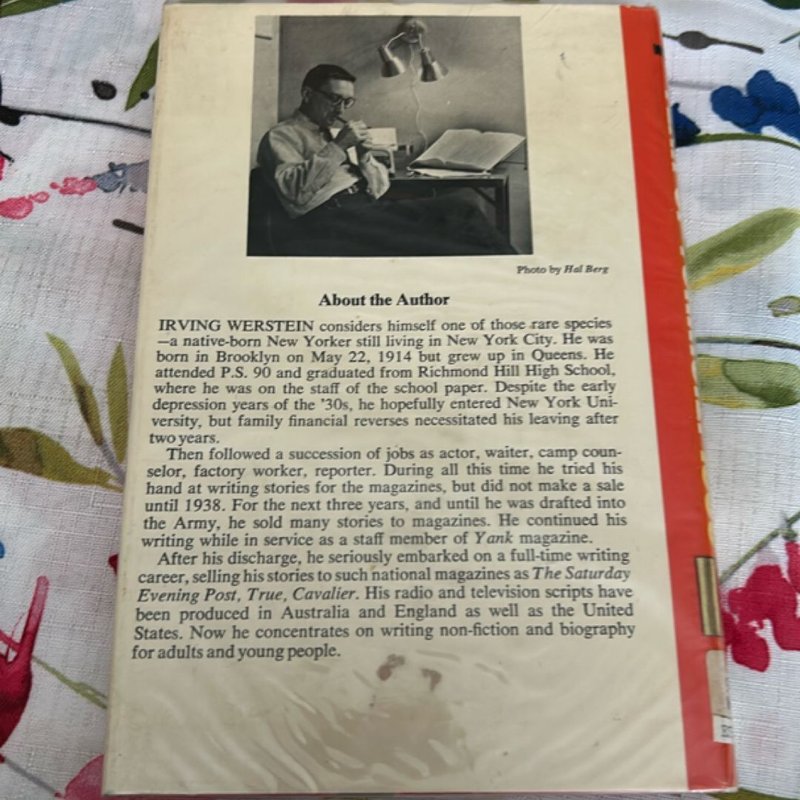 Photo by Hal Berg
About the Author
IRVING WERSTEIN considers himself one of those rare species
—a native-born New Yorker still living in New York City. He was
born in Brooklyn on May 22, 1914 but grew up in Queens. He
attended P.S. 90 and graduated from Richmond Hill High School,
where he was on the staff of the school paper. Despite the early
depression years of the '30s, he hopefully entered New York Uni-
versity, but family financial reverses necessitated his leaving after
two years.
Then followed a succession of jobs as actor, waiter, camp coun-
selor, factory worker, reporter. During all this time he tried his
hand at writing stories for the magazines, but did not make a sale
until 1938. For the next three years, and until he was drafted into
the Army, he sold many stories to magazines. He continued his
writing while in service as a staff member of Yank magazine.
After his discharge, he seriously embarked on a full-time writing
career, selling his stories to such national magazines as The Saturday
Evening Post, True, Cavalier. His radio and television scripts have
been produced in Australia and England as well as the United
States. Now he concentrates on writing non-fiction and biography
for adults and young people.